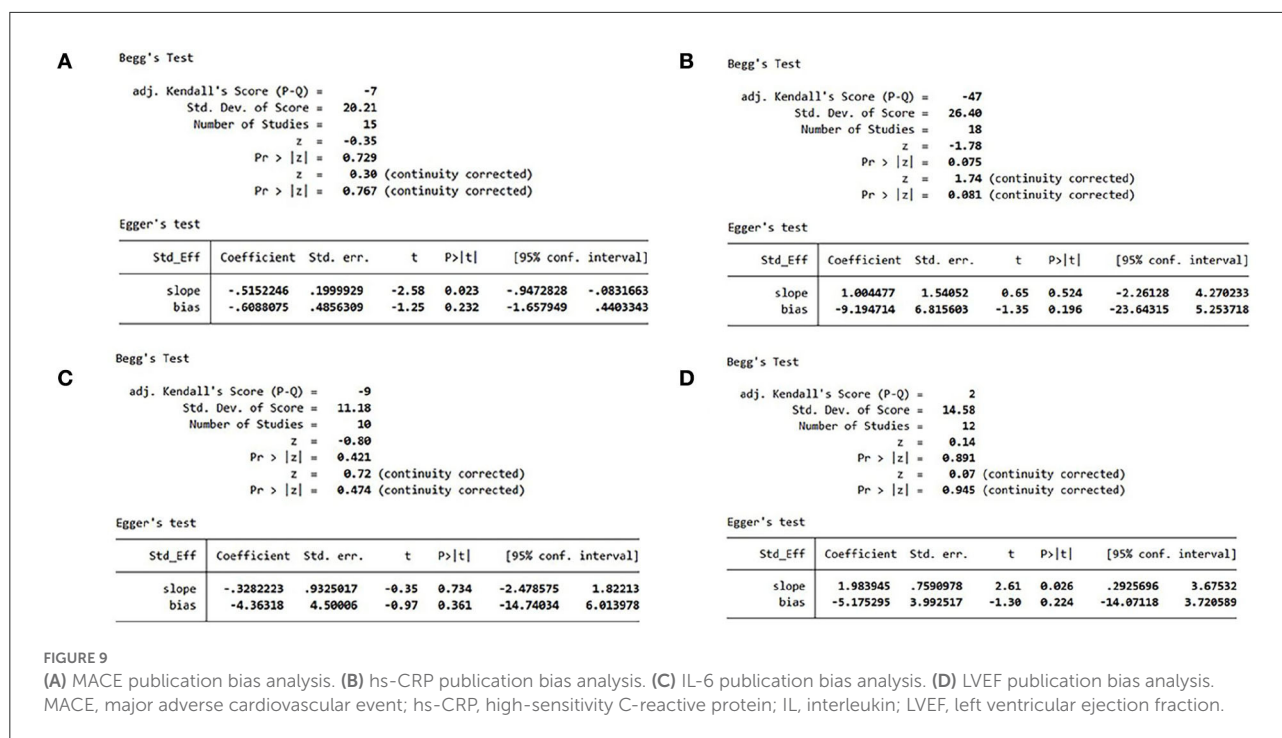 A
Begg's Test
adj. Kendall's Score (P-Q) = -7
Std. Dev. of Score = 20.21
Number of Studies = 15
z = -0.35
Pr > |z| = 0.729
z = 0.30 (continuity corrected)
Pr > |z| = 0.767 (continuity corrected)
Egger's test
Std_Eff Coefficient Std. err. t P>|t| [95% conf. interval]
slope -.5152246 .1999929 -2.58 0.023 -.9472828 -.0831663
bias -.6088075 .4856309 -1.25 0.232 -1.657949 .4403343
B
Begg's Test
adj. Kendall's Score (P-Q) = -47
Std. Dev. of Score = 26.40
Number of Studies = 18
z = -1.78
Pr > |z| = 0.075
z = 1.74 (continuity corrected)
Pr > |z| = 0.081 (continuity corrected)
Egger's test
Std_Eff Coefficient Std. err. t P>|t| [95% conf. interval]
slope 1.004477 1.54052 0.65 0.524 -2.26128 4.270233
bias -9.194714 6.815603 -1.35 0.196 -23.64315 5.253718
C
Begg's Test
adj. Kendall's Score (P-Q) = -9
Std. Dev. of Score = 11.18
Number of Studies = 10
z = -0.80
Pr > |z| = 0.421
z = 0.72 (continuity corrected)
Pr > |z| = 0.474 (continuity corrected)
Egger's test
Std_Eff Coefficient Std. err. t P>|t| [95% conf. interval]
slope -.3282223 .9325017 -0.35 0.734 -2.478575 1.82213
bias -4.36318 4.50006 -0.97 0.361 -14.74034 6.013978
D
Begg's Test
adj. Kendall's Score (P-Q) = 2
Std. Dev. of Score = 14.58
Number of Studies = 12
z = 0.14
Pr > |z| = 0.891
z = 0.07 (continuity corrected)
Pr > |z| = 0.945 (continuity corrected)
Egger's test
Std_Eff Coefficient Std. err. t P>|t| [95% conf. interval]
slope 1.983945 .7590978 2.61 0.026 .2925696 3.67532
bias -5.175295 3.992517 -1.30 0.224 -14.07118 3.720589
FIGURE 9
(A) MACE publication bias analysis. (B) hs-CRP publication bias analysis. (C) IL-6 publication bias analysis. (D) LVEF publication bias analysis.
MACE, major adverse cardiovascular event; hs-CRP, high-sensitivity C-reactive protein; IL, interleukin; LVEF, left ventricular ejection fraction.